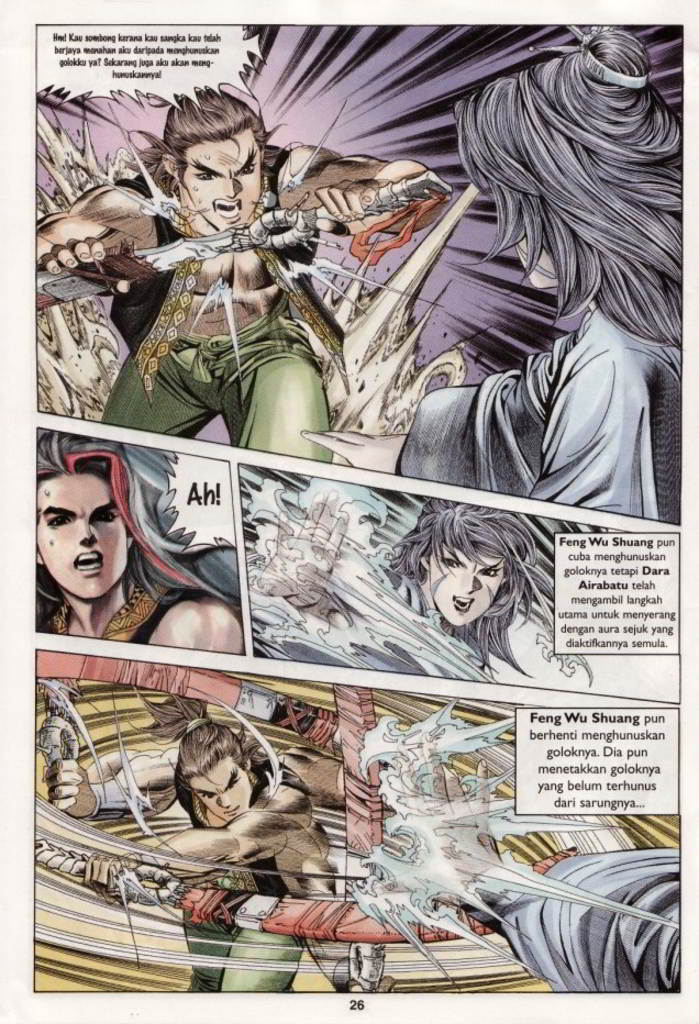 Hm! Kau sombong kerana kau sangka kau telah
berjaya menahan aku daripada menghunuskan
golokku ya? Sekarang juga aku akan meng-
hunuskannya!
Ah!
Feng Wu Shuang pun
cuba menghunuskan
goloknya tetapi Dara
Airabatu telah
mengambil langkah
utama untuk menyerang
dengan aura sejuk yang
diaktifkannya semula.
Feng Wu Shuang pun
berhenti menghunuskan
goloknya. Dia pun
menetakkan goloknya
yang belum terhunus
dari sarungnya...
26